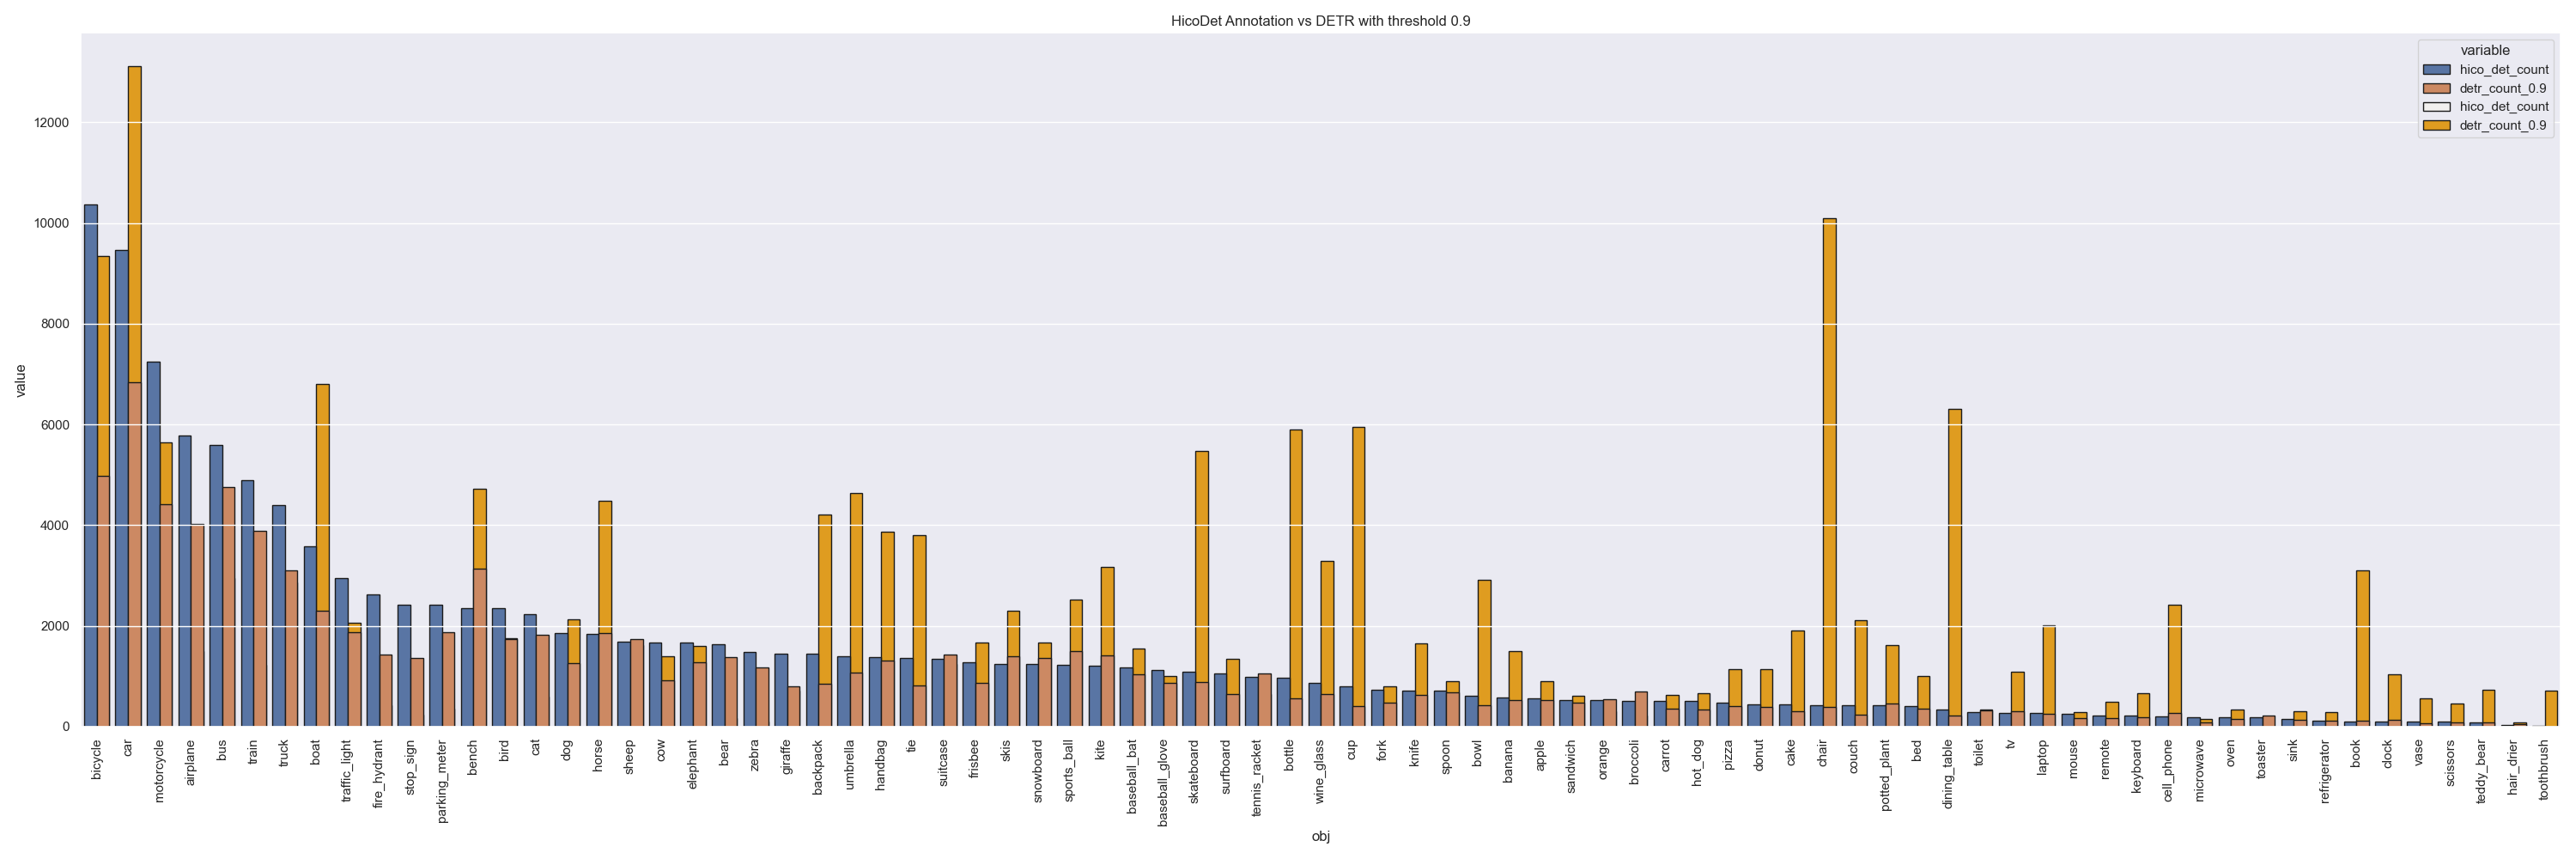 HicoDet Annotation vs DETR with threshold 0.9
variable
hico_det_count
detr_count_0.9
hico_det_count
detr_count_0.9
value
12000
10000
8000
6000
4000
2000
0
bicycle
car
motorcycle
airplane
bus
train
truck
boat
traffic_light
fire_hydrant
stop_sign
parking_meter
bench
bird
cat
dog
horse
sheep
cow
elephant
bear
zebra
giraffe
backpack
umbrella
handbag
tie
suitcase
frisbee
skis
snowboard
sports_ball
kite
baseball_bat
baseball_glove
skateboard
surfboard
tennis_racket
bottle
wine_glass
cup
fork
knife
spoon
bowl
banana
apple
sandwich
orange
broccoli
carrot
hot_dog
pizza
donut
cake
chair
couch
potted_plant
bed
dining_table
toilet
tv
laptop
mouse
remote
keyboard
cell_phone
microwave
oven
toaster
sink
refrigerator
book
clock
vase
scissors
teddy_bear
hair_drier
toothbrush
obj